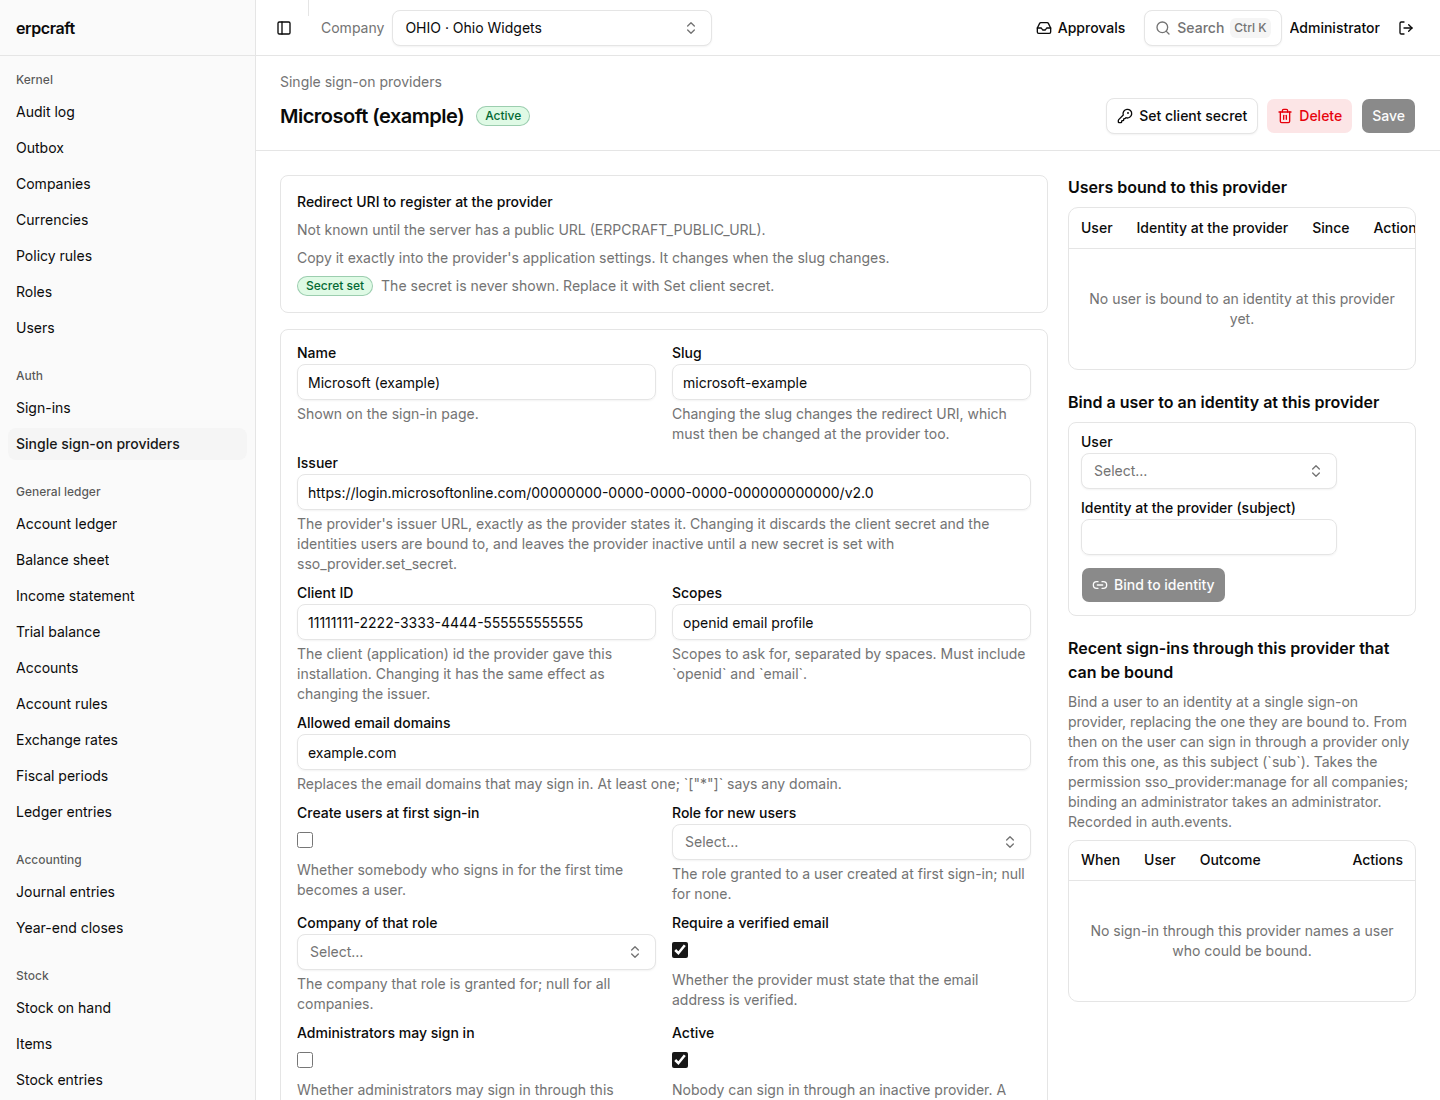 erpcraft
Company
OHIO · Ohio Widgets
Approvals
Search
Ctrl K
Administrator
Kernel
Audit log
Outbox
Companies
Currencies
Policy rules
Roles
Users
Auth
Sign-ins
Single sign-on providers
General ledger
Account ledger
Balance sheet
Income statement
Trial balance
Accounts
Account rules
Exchange rates
Fiscal periods
Ledger entries
Accounting
Journal entries
Year-end closes
Stock
Stock on hand
Items
Stock entries
Single sign-on providers
Microsoft (example)
Active
Set client secret
Delete
Save
Redirect URI to register at the provider
Not known until the server has a public URL (ERPCRAFT_PUBLIC_URL).
Copy it exactly into the provider's application settings. It changes when the slug changes.
Secret set
The secret is never shown. Replace it with Set client secret.
Name
Microsoft (example)
Shown on the sign-in page.
Slug
microsoft-example
Changing the slug changes the redirect URI, which
must then be changed at the provider too.
Issuer
https://login.microsoftonline.com/00000000-0000-0000-0000-000000000000/v2.0
The provider's issuer URL, exactly as the provider states it. Changing it discards the client secret and the
identities users are bound to, and leaves the provider inactive until a new secret is set with
sso_provider.set_secret.
Client ID
11111111-2222-3333-4444-555555555555
The client (application) id the provider gave this
installation. Changing it has the same effect as
changing the issuer.
Scopes
openid email profile
Scopes to ask for, separated by spaces. Must include
`openid` and `email`.
Allowed email domains
example.com
Replaces the email domains that may sign in. At least one; `["*"]` says any domain.
Create users at first sign-in
Whether somebody who signs in for the first time
becomes a user.
Role for new users
Select...
The role granted to a user created at first sign-in; null
for none.
Company of that role
Select...
The company that role is granted for; null for all
companies.
Require a verified email
Whether the provider must state that the email
address is verified.
Administrators may sign in
Whether administrators may sign in through this
Active
Nobody can sign in through an inactive provider. A
Users bound to this provider
User
Identity at the provider
Since
Action
No user is bound to an identity at this provider
yet.
Bind a user to an identity at this provider
User
Select...
Identity at the provider (subject)
Bind to identity
Recent sign-ins through this provider that
can be bound
Bind a user to an identity at a single sign-on
provider, replacing the one they are bound to. From
then on the user can sign in through a provider only
from this one, as this subject (`sub`). Takes the
permission sso_provider:manage for all companies;
binding an administrator takes an administrator.
Recorded in auth.events.
When
User
Outcome
Actions
No sign-in through this provider names a user
who could be bound.